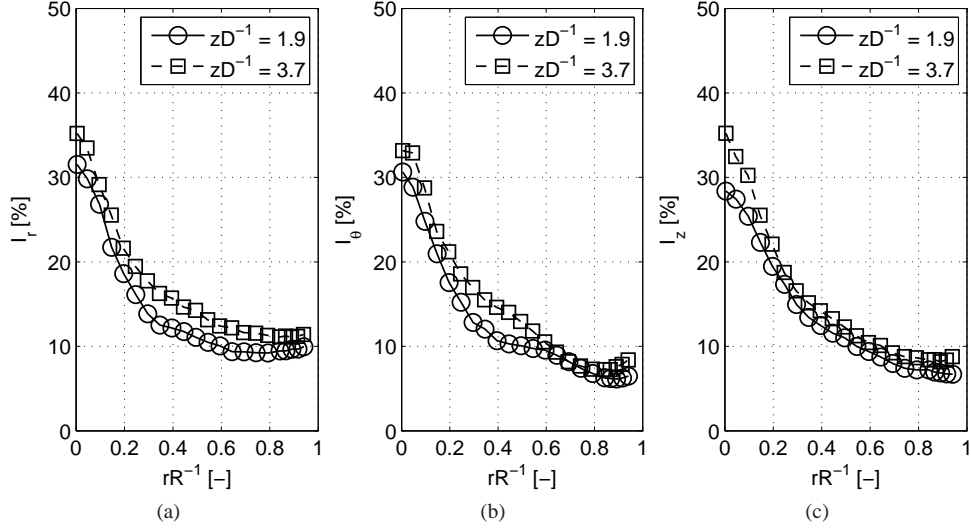 50
40
30
20
10
0
I_r [%]
zD⁻¹ = 1.9
zD⁻¹ = 3.7
0 0.2 0.4 0.6 0.8 1
rR⁻¹ [–]
(a)
50
40
30
20
10
0
I_θ [%]
zD⁻¹ = 1.9
zD⁻¹ = 3.7
0 0.2 0.4 0.6 0.8 1
rR⁻¹ [–]
(b)
50
40
30
20
10
0
I_z [%]
zD⁻¹ = 1.9
zD⁻¹ = 3.7
0 0.2 0.4 0.6 0.8 1
rR⁻¹ [–]
(c)